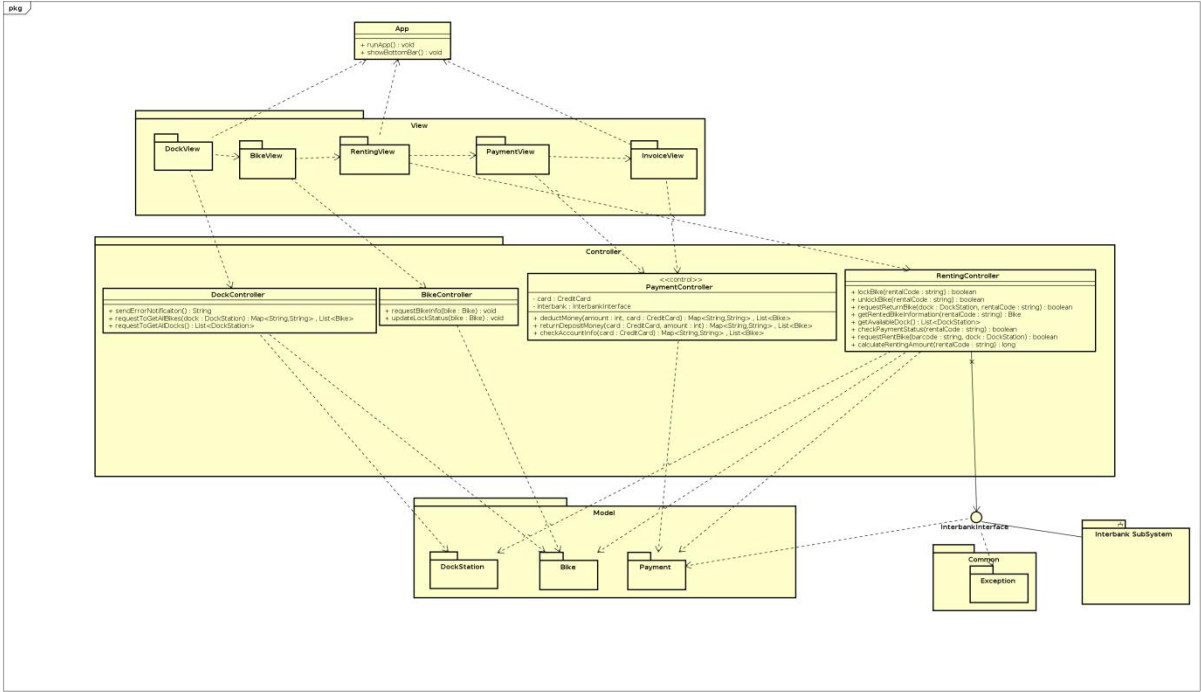 pkg
App
+ runApp() : void
+ showBottomBar() : void
View
DockView
BikeView
RentingView
PaymentView
InvoiceView
Controller
DockController
+ sendErrorNotificaiton() : String
+ requestToGetAllBikes(dock : DockStation) : Map<String,String> , List<Bike>
+ requestToGetAllDocks() : List<DockStation>
BikeController
+ requestBikeInfo(bike : Bike) : void
+ updateLockStatus(bike : Bike) : void
<<control>>
PaymentController
- card : CreditCard
- interbank : InterbankInterface
+ deductMoney(amount : int, card : CreditCard) : Map<String,String> , List<Bike>
+ returnDepositMoney(card : CreditCard, amount : int) : Map<String,String> , List<Bike>
+ checkAccountInfo(card : CreditCard) : Map<String,String> , List<Bike>
RentingController
+ lockBike(rentalCode : string) : boolean
+ unlockBike(rentalCode : string) : boolean
+ requestReturnBike(dock : DockStation, rentalCode : string) : boolean
+ getRentedBikeInformation(rentalCode : string) : Bike
+ getAvailableDock() : List<DockStation>
+ checkPaymentStatus(rentalCode : string) : boolean
+ requestRentBike(barcode : string, dock : DockStation) : boolean
+ calculateRentingAmount(rentalCode : string) : long
Model
DockStation
Bike
Payment
InterbankInterface
Common
Exception
Interbank SubSystem